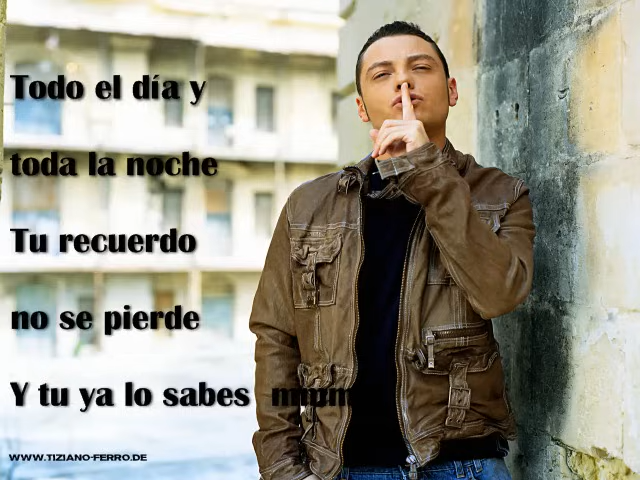 Todo el día y
toda la noche
Tu recuerdo
no se pierde
Y tu ya lo sabes mmm
WWW.TIZIANO-FERRO.DE